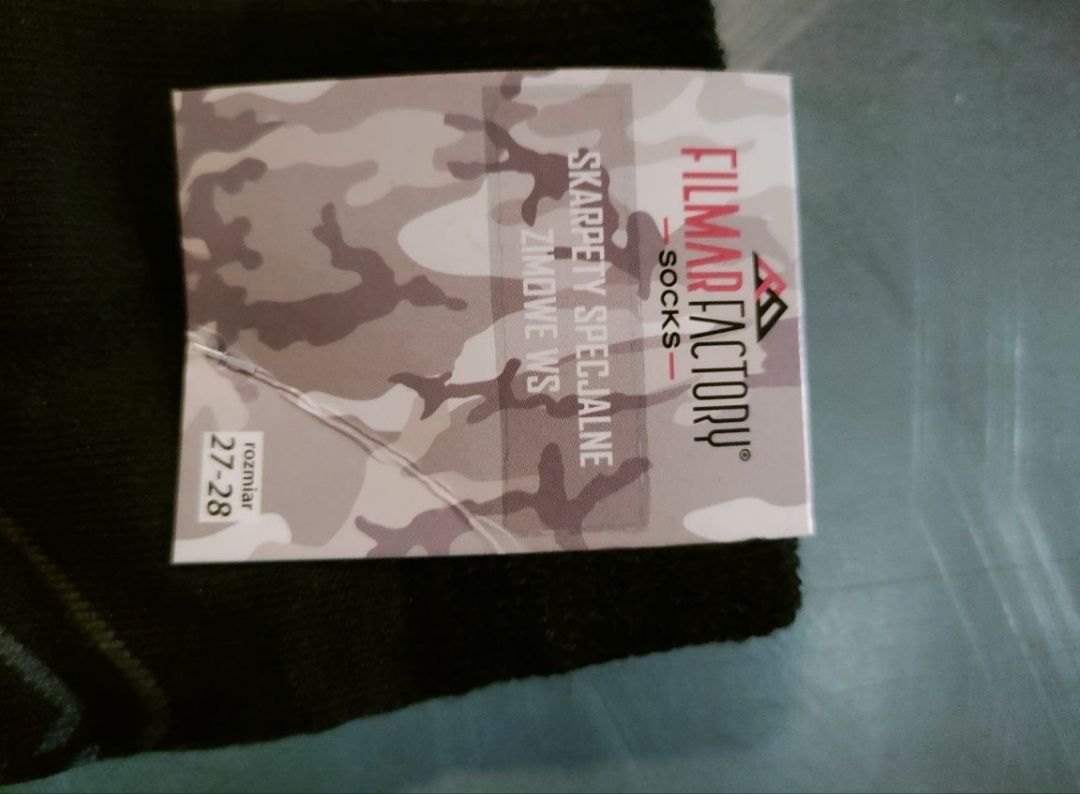 FILMAR FACTORY®
SOCKS
SKARPETY SPECJALNE
ZIMOWE WS
rozmiar
27-28